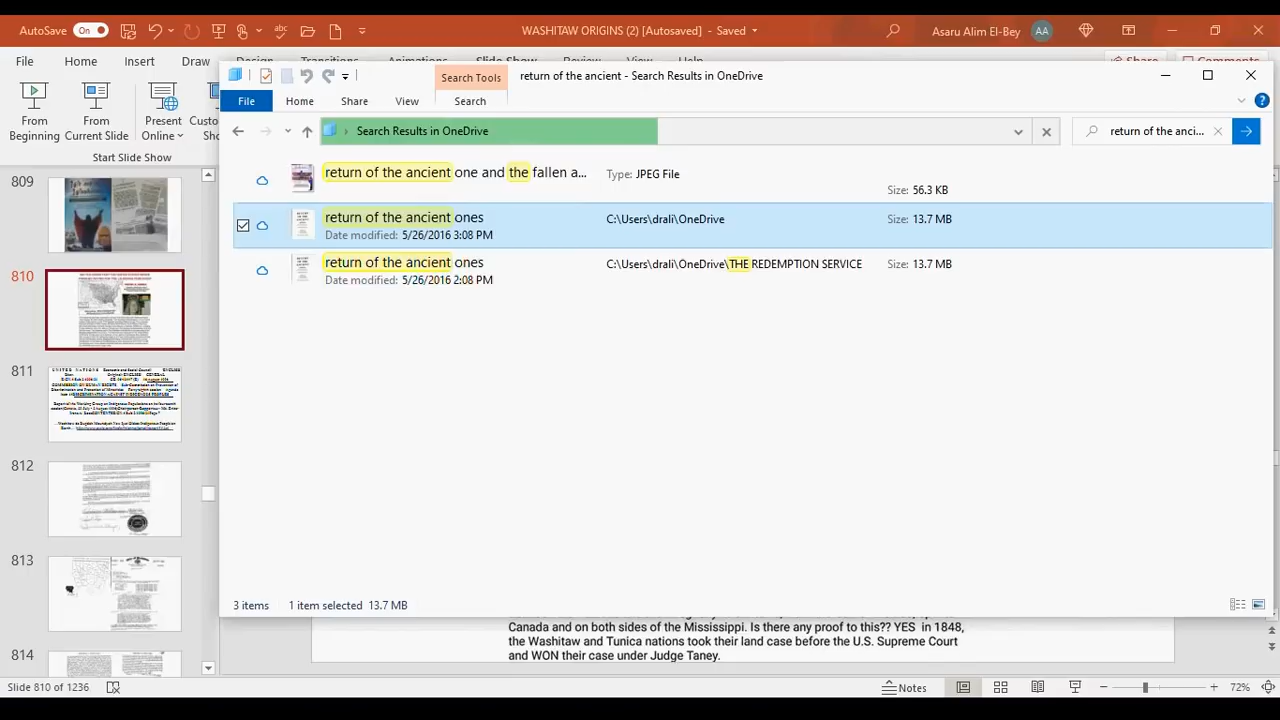 AutoSave On
WASHITAW ORIGINS (2) [Autosaved] - Saved
Asaru Alim El-Bey AA
File Home Insert Draw
return of the ancient - Search Results in OneDrive
Search Tools
File Home Share View Search
From Beginning
From Current Slide
Present Online
Start Slide Show
Search Results in OneDrive
return of the anci...
return of the ancient one and the fallen a...
Type: JPEG File
Size: 56.3 KB
return of the ancient ones
C:\Users\drali\OneDrive
Size: 13.7 MB
Date modified: 5/26/2016 3:08 PM
return of the ancient ones
C:\Users\drali\OneDrive\THE REDEMPTION SERVICE
Size: 13.7 MB
Date modified: 5/26/2016 2:08 PM
809
810
811
812
813
814
3 items 1 item selected 13.7 MB
Canada and on both sides of the Mississippi. Is there any proof to this?? YES in 1848,
the Washitaw and Tunica nations took their land case before the U.S. Supreme Court
and WON their case under Judge Taney.
Slide 810 of 1236
Notes
72%